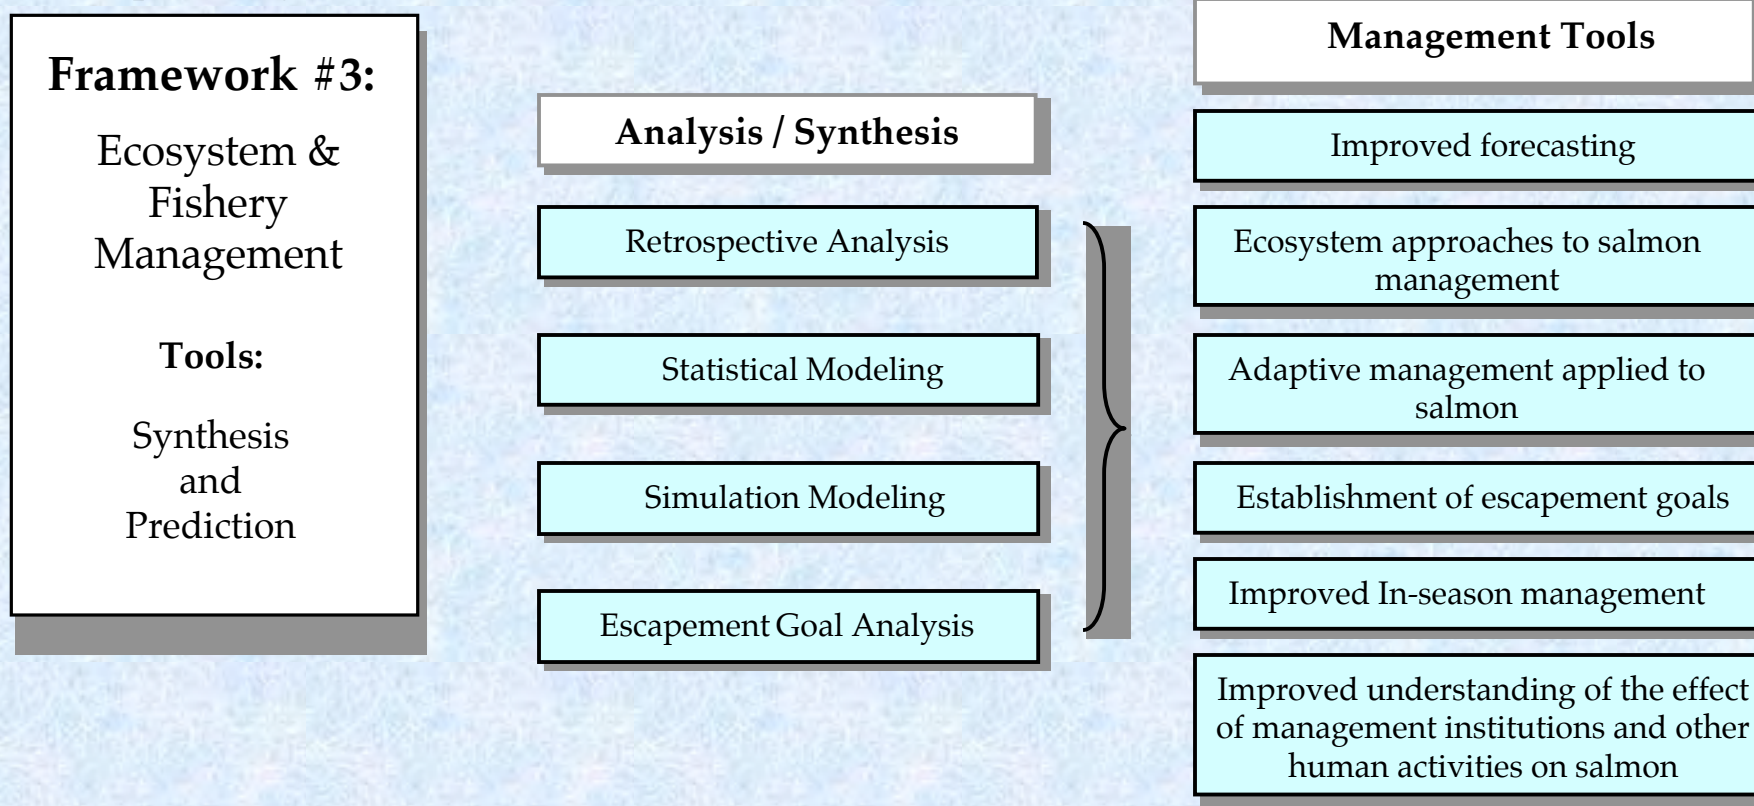 Framework #3:
Ecosystem &
Fishery
Management
Tools:
Synthesis
and
Prediction
Analysis / Synthesis
Retrospective Analysis
Statistical Modeling
Simulation Modeling
Escapement Goal Analysis
Management Tools
Improved forecasting
Ecosystem approaches to salmon
management
Adaptive management applied to
salmon
Establishment of escapement goals
Improved In-season management
Improved understanding of the effect
of management institutions and other
human activities on salmon